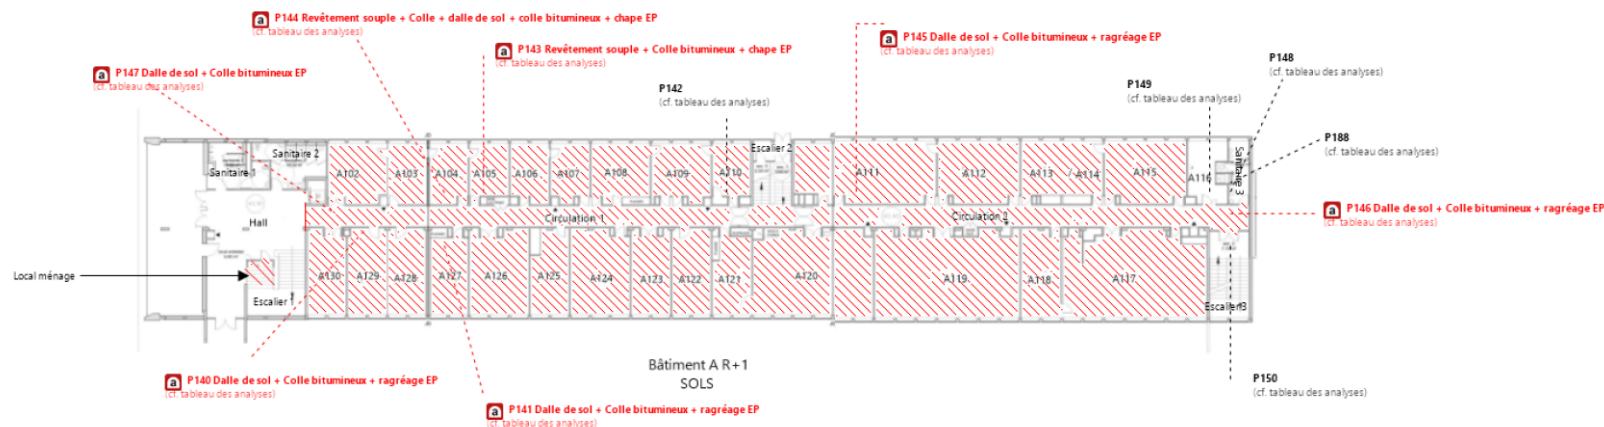 a P144 Revêtement souple + Colle + dalle de sol + colle bitumineux + chape EP
(cf. tableau des analyses)
a P143 Revêtement souple + Colle bitumineux + chape EP
(cf. tableau des analyses)
a P145 Dalle de sol + Colle bitumineux + ragréage EP
(cf. tableau des analyses)
a P147 Dalle de sol + Colle bitumineux EP
(cf. tableau des analyses)
P142
(cf. tableau des analyses)
P149
(cf. tableau des analyses)
P148
(cf. tableau des analyses)
P188
(cf. tableau des analyses)
Sanitaire 1
Sanitaire 2
A102
A103
A104
A105
A106
A107
A108
A109
A110
Escalier 2
A111
A112
A113
A114
A115
A116
Sanitaire 3
Hall
Circulation 1
Circulation 2
a P146 Dalle de sol + Colle bitumineux + ragréage EP
(cf. tableau des analyses)
Local ménage
Escalier 1
A130
A129
A128
A127
A126
A125
A124
A123
A122
A121
A120
A119
A118
A117
Escalier 3
Bâtiment A R+1
SOLS
a P140 Dalle de sol + Colle bitumineux + ragréage EP
(cf. tableau des analyses)
P150
(cf. tableau des analyses)
a P141 Dalle de sol + Colle bitumineux + ragréage EP
(cf. tableau des analyses)